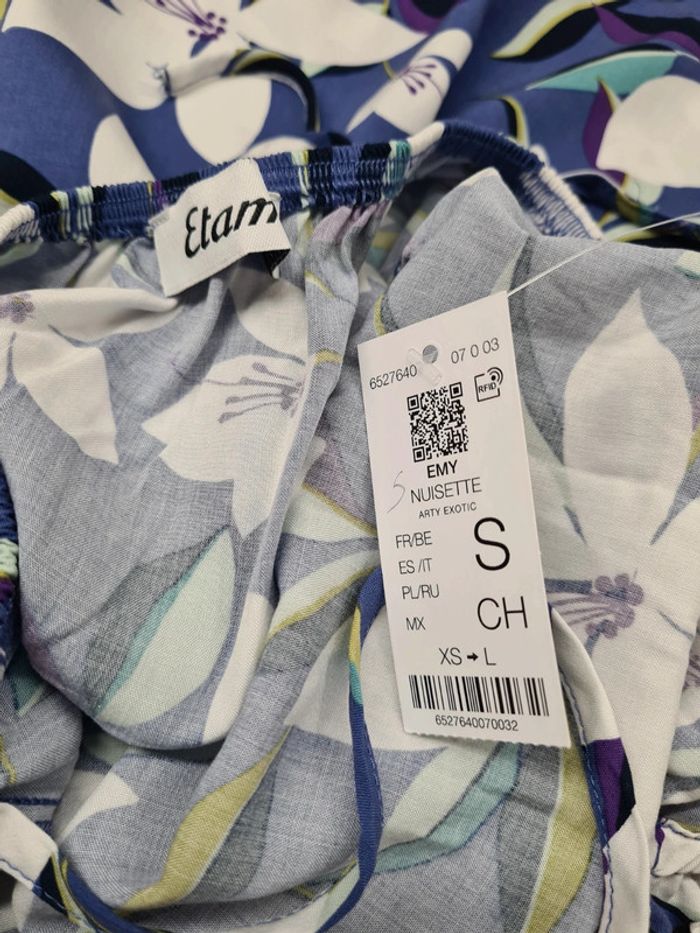 Etam
6527640 07 0 03
RFID
EMY
S NUISETTE
ARTY EXOTIC
FR/BE
ES/IT
PL/RU
S
MX
CH
XS → L
6527640070032